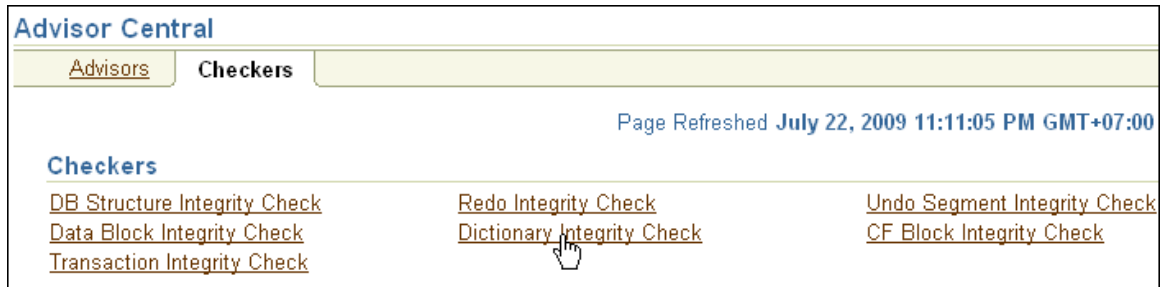 Advisor Central
Advisors Checkers
Page Refreshed July 22, 2009 11:11:05 PM GMT+07:00
Checkers
DB Structure Integrity Check Redo Integrity Check Undo Segment Integrity Check
Data Block Integrity Check Dictionary Integrity Check CF Block Integrity Check
Transaction Integrity Check